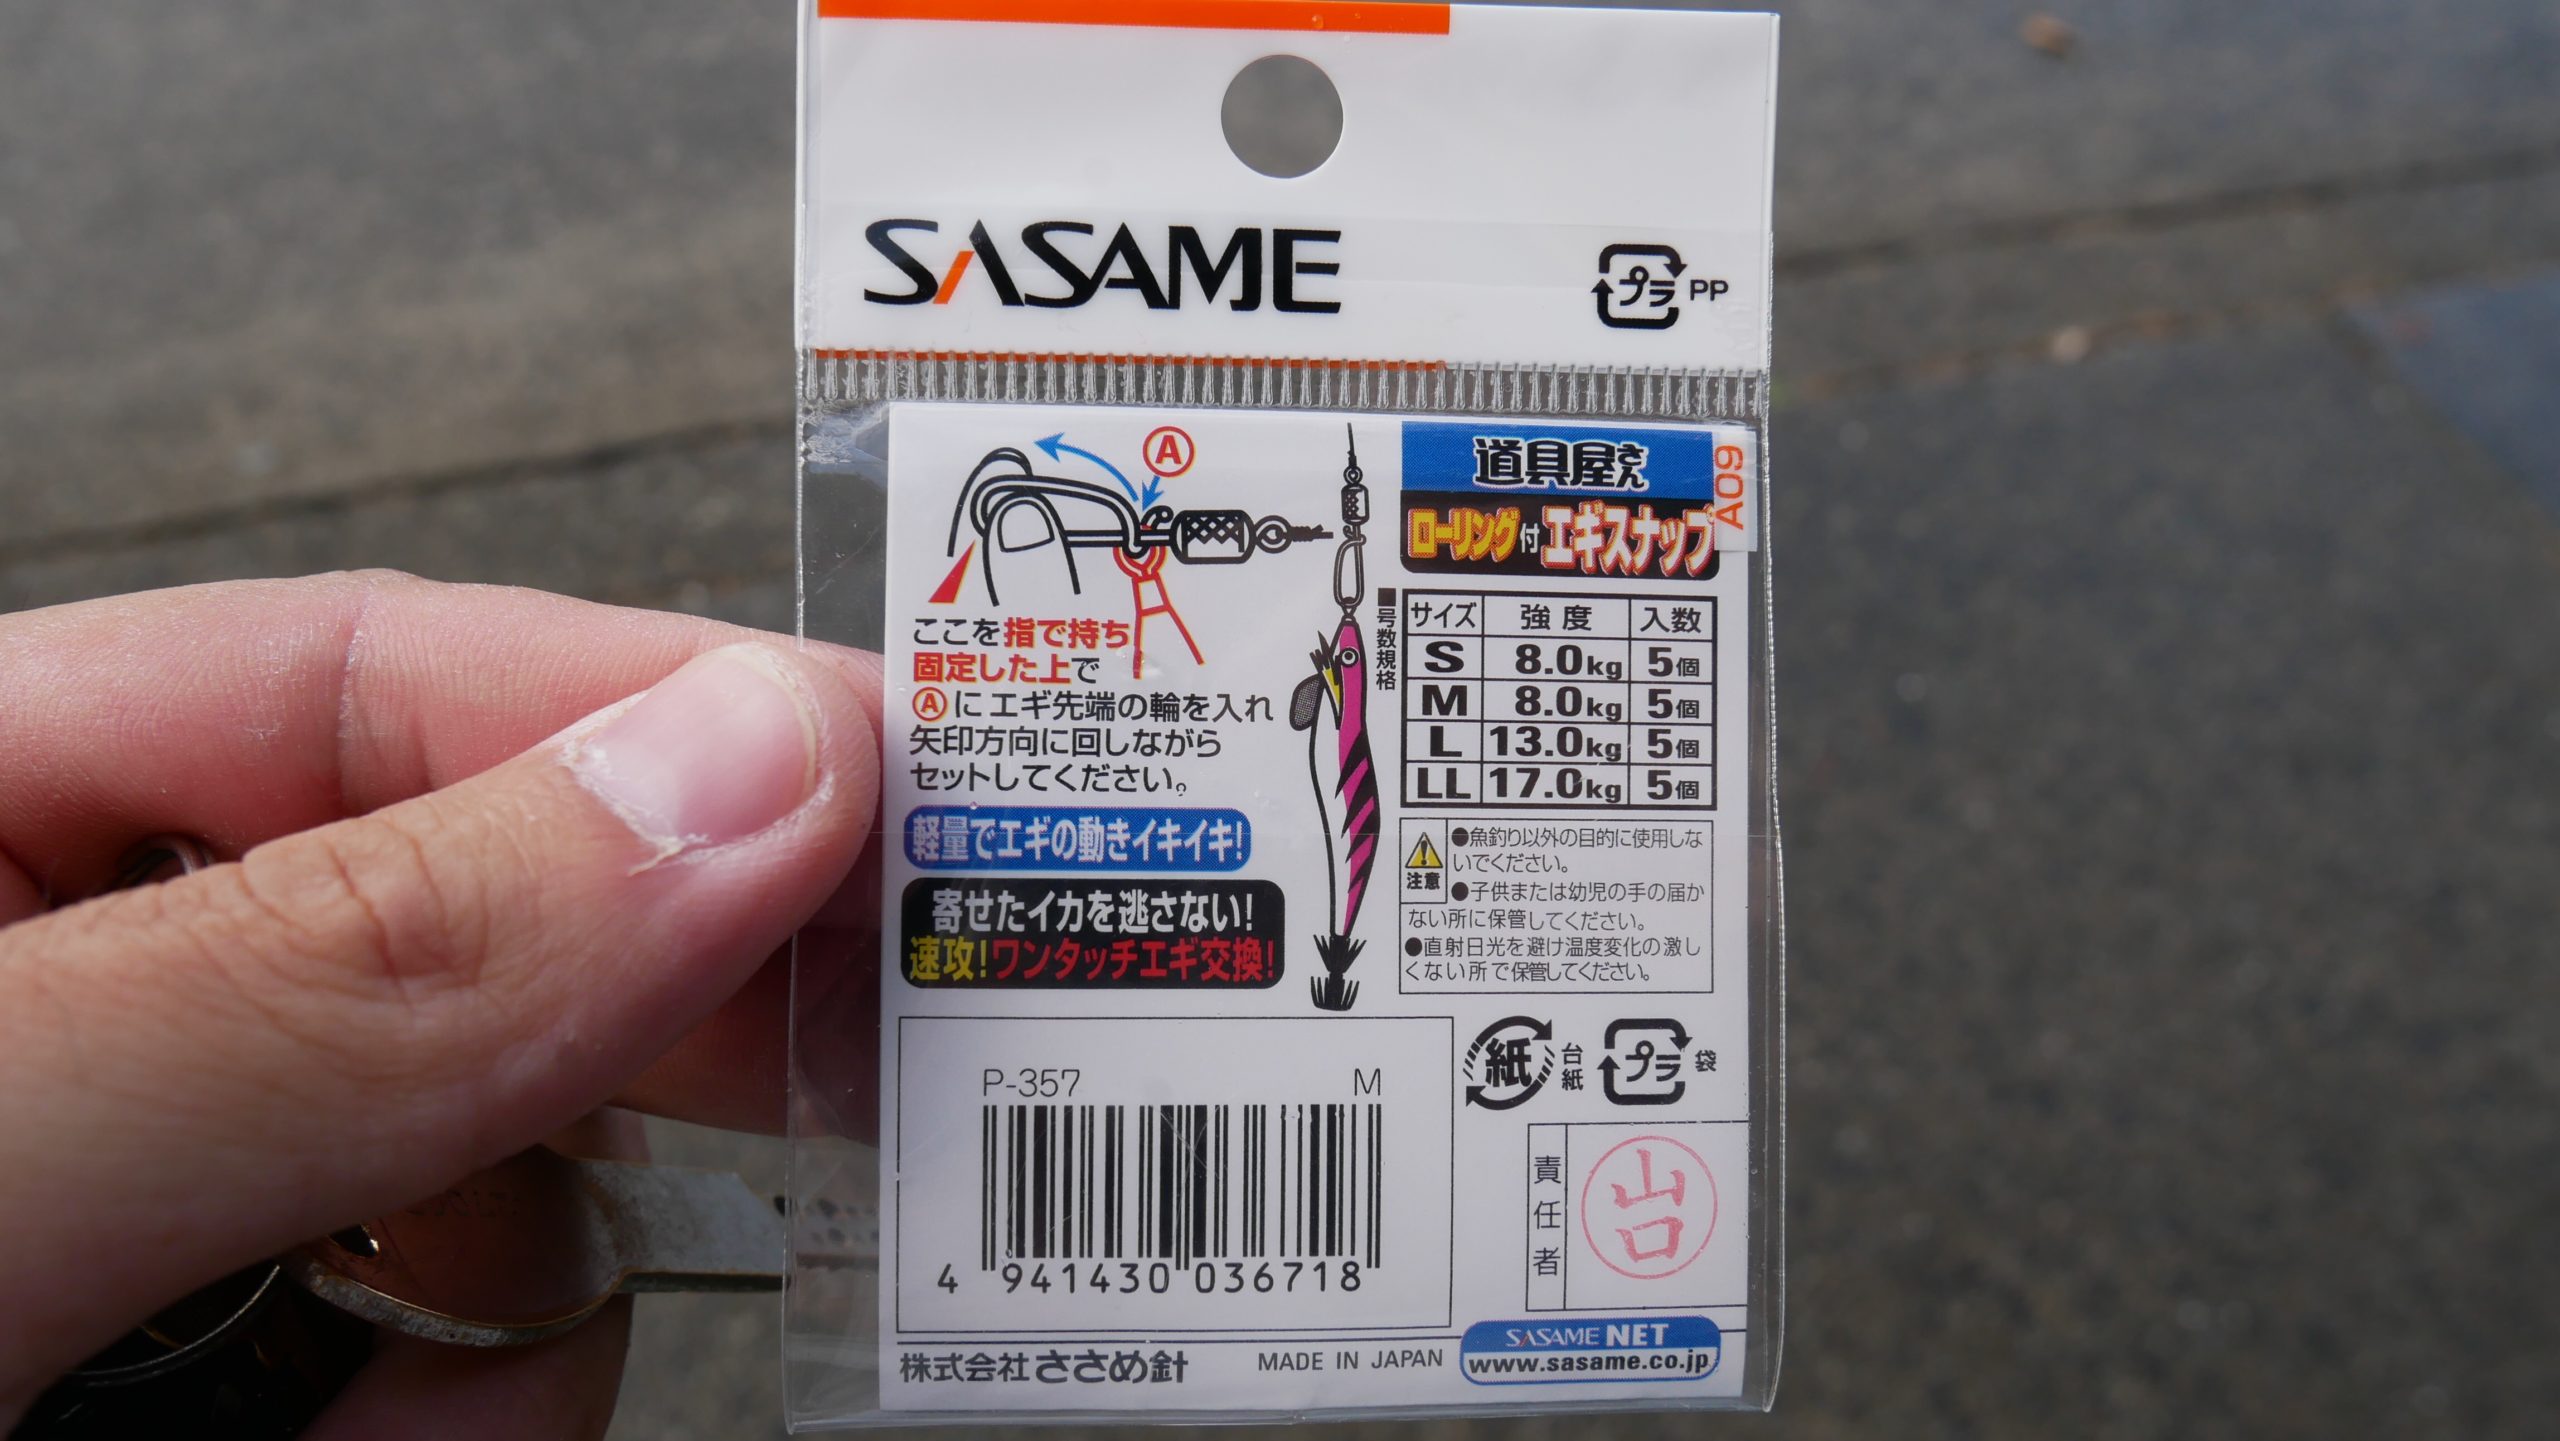 SASAME
プラ PP
A
ここを指で持ち
固定した上で
Ⓐに エギ先端の輪を入れ
矢印方向に回しながら
セットしてください。
軽量でエギの動きイキイキ!
寄せたイカを逃さない!
速攻!ワンタッチエギ交換!
道具屋さん
A09
ローリング付エギスナップ
■号数規格
サイズ 強度 入数
S 8.0kg 5個
M 8.0kg 5個
L 13.0kg 5個
LL 17.0kg 5個
注意
●魚釣り以外の目的に使用しな
いでください。
●子供または幼児の手の届か
ない所に保管してください。
●直射日光を避け温度変化の激し
くない所で保管してください。
P-357 M
4 941430 036718
紙 台紙
プラ 袋
責任者
山口
株式会社ささめ針
MADE IN JAPAN
SASAME NET
www.sasame.co.jp